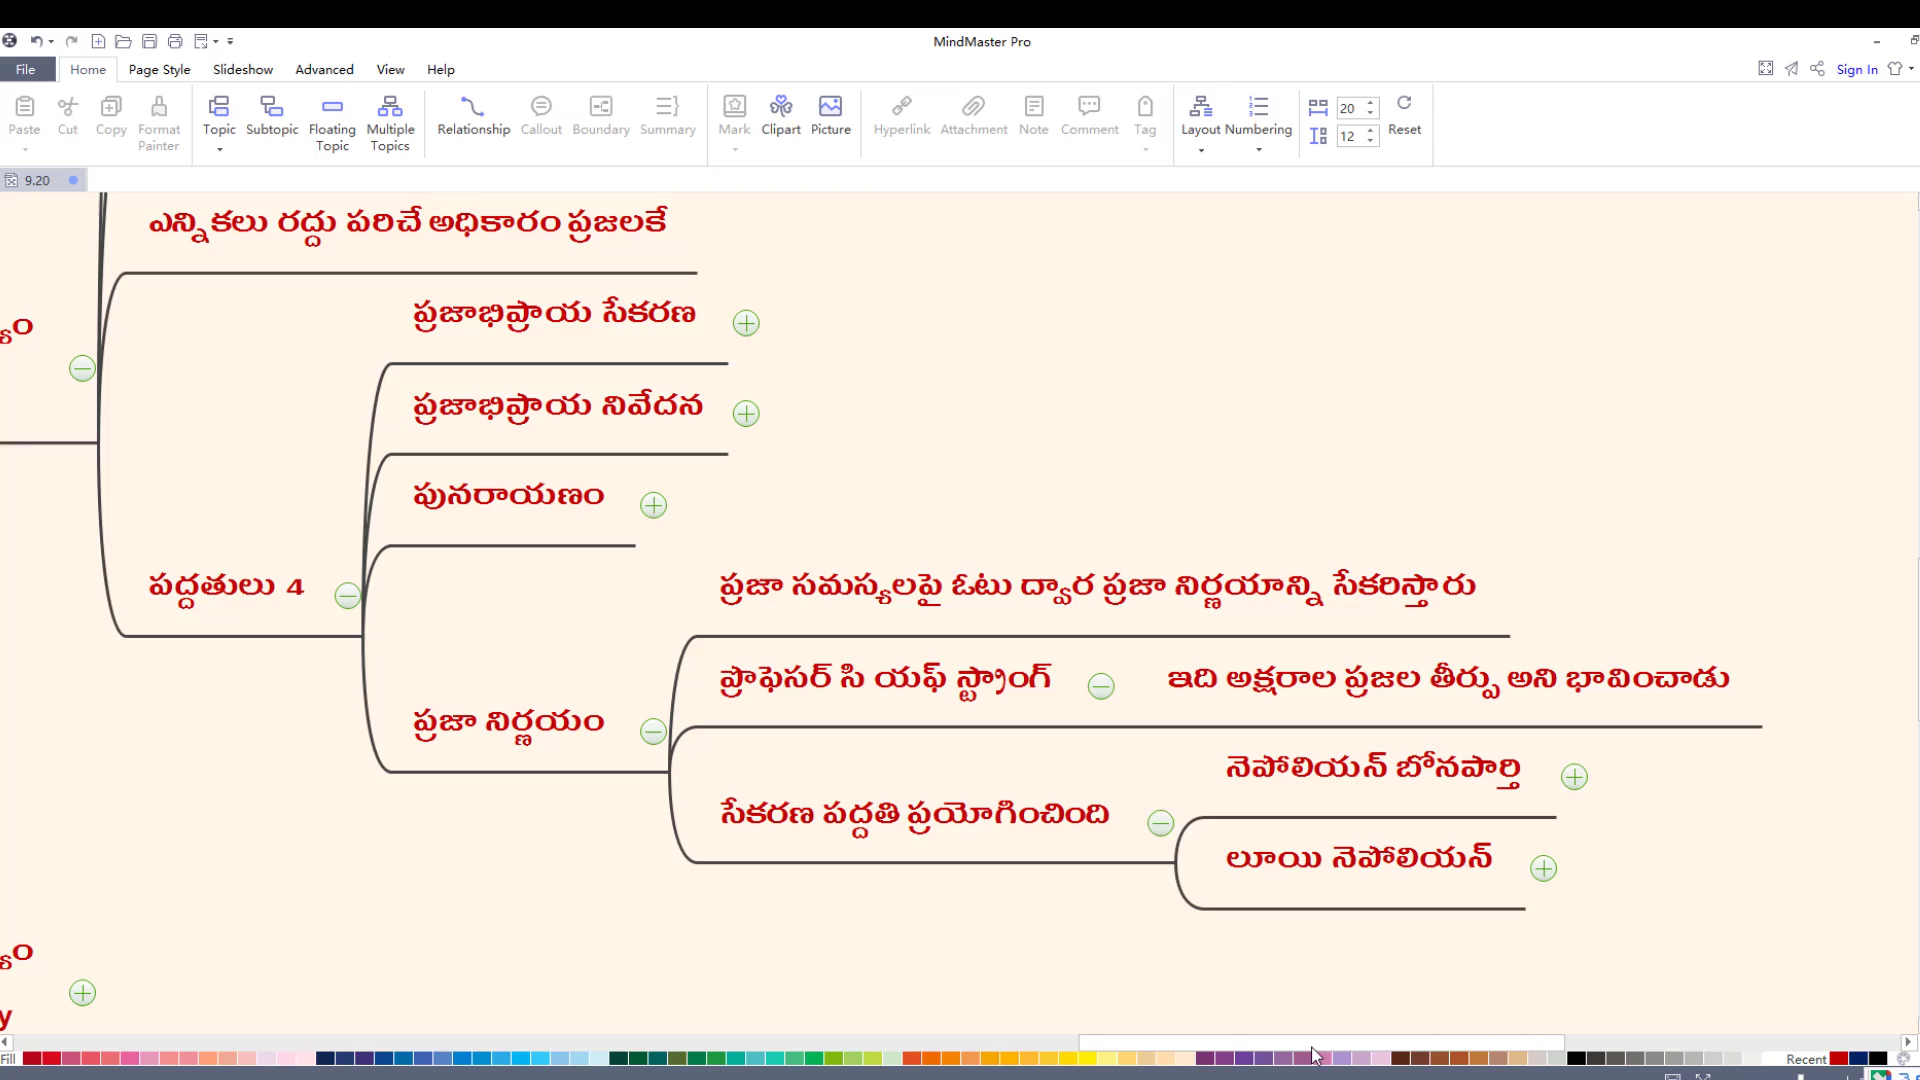 MindMaster Pro
File Home Page Style Slideshow Advanced View Help Sign In
Paste Cut Copy Format Painter Topic Subtopic Floating Topic Multiple Topics Relationship Callout Boundary Summary Mark Clipart Picture Hyperlink Attachment Note Comment Tag Layout Numbering 20 12 Reset
9.20
ఎన్నికలు రద్దు పరిచే అధికారం ప్రజలకే
ప్రజాభిప్రాయ సేకరణ
ప్రజాభిప్రాయ నివేదన
పునరాయణం
పద్దతులు 4
ప్రజా సమస్యలపై ఓటు ద్వార ప్రజా నిర్ణయాన్ని సేకరిస్తారు
ప్రొఫెసర్ సి యఫ్ స్ట్రాంగ్ ఇది అక్షరాల ప్రజల తీర్పు అని భావించాడు
ప్రజా నిర్ణయం
నెపోలియన్ బోనపార్తి
సేకరణ పద్దతి ప్రయోగించింది
లూయి నెపోలియన్
y
Fill Recent